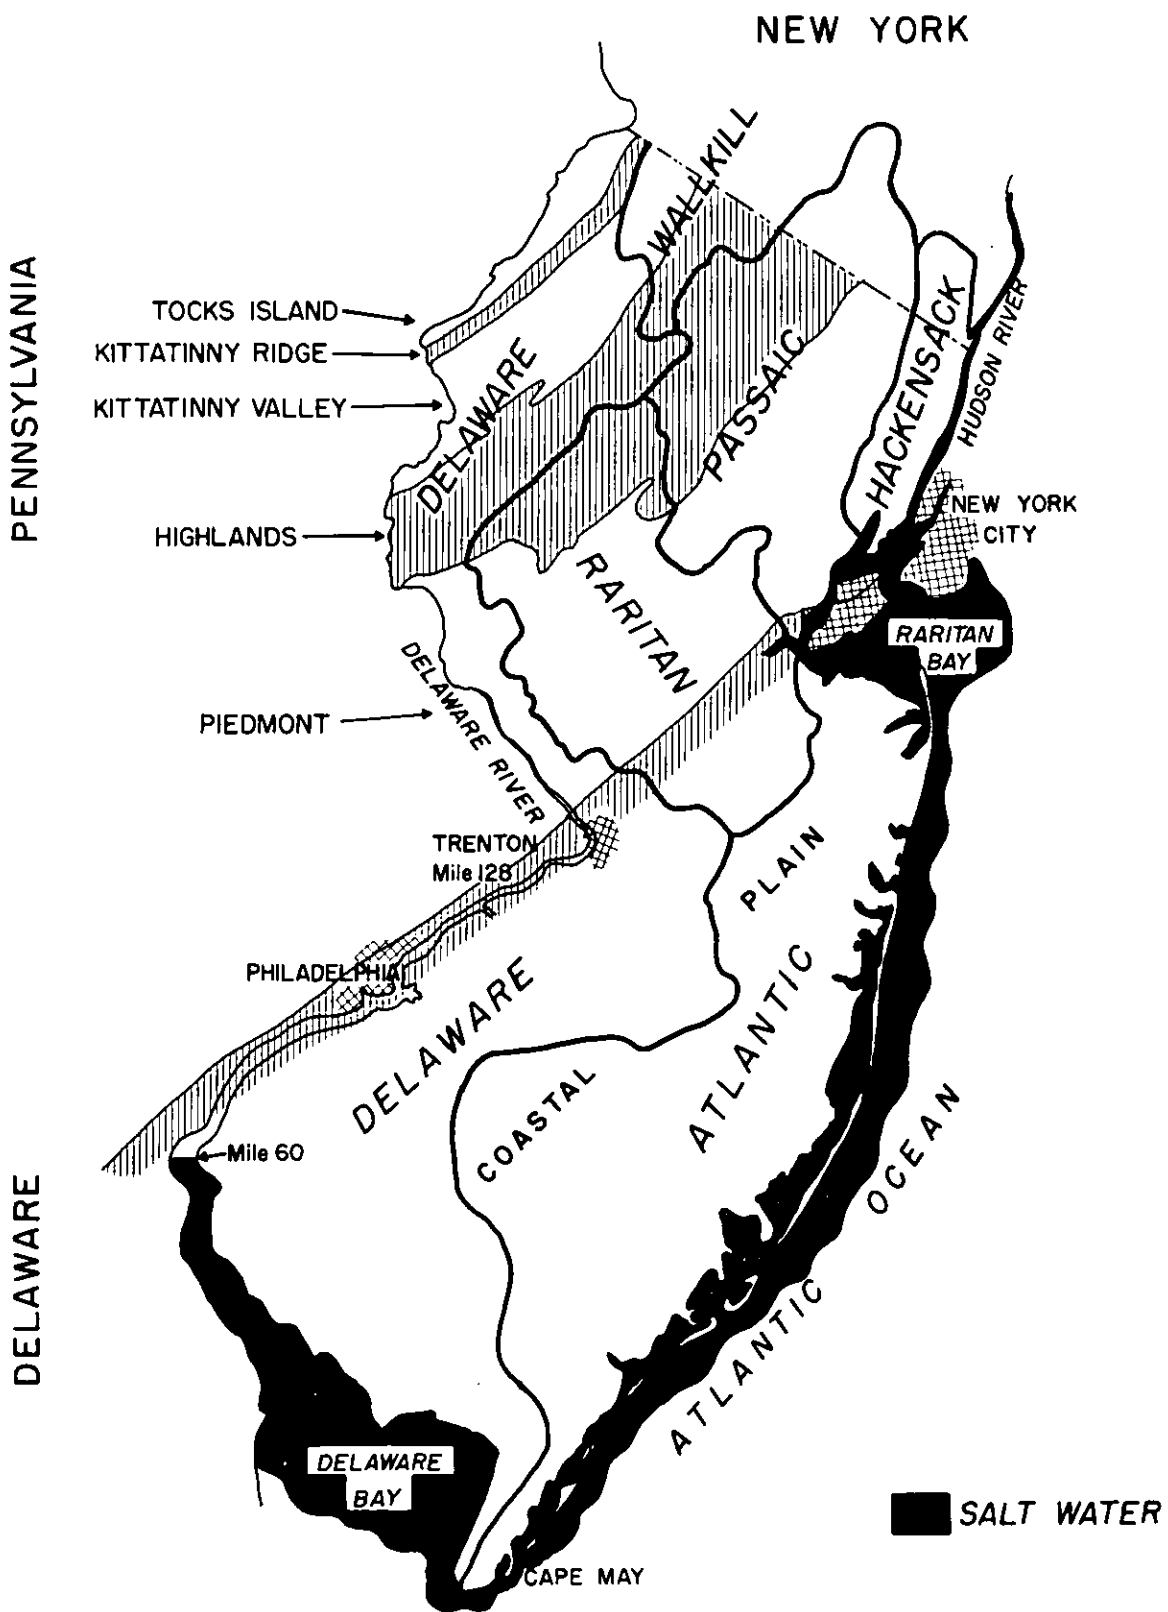 NEW YORK
PENNSYLVANIA
WALLKILL
TOCKS ISLAND
KITTATINNY RIDGE
KITTATINNY VALLEY
DELAWARE
PASSAIC
HACKENSACK
HUDSON RIVER
HIGHLANDS
NEW YORK
CITY
RARITAN
RARITAN
BAY
DELAWARE RIVER
PIEDMONT
TRENTON
Mile 128
PLAIN
PHILADELPHIA
DELAWARE
ATLANTIC
COASTAL
Mile 60
OCEAN
DELAWARE
ATLANTIC
DELAWARE
BAY
SALT WATER
CAPE MAY